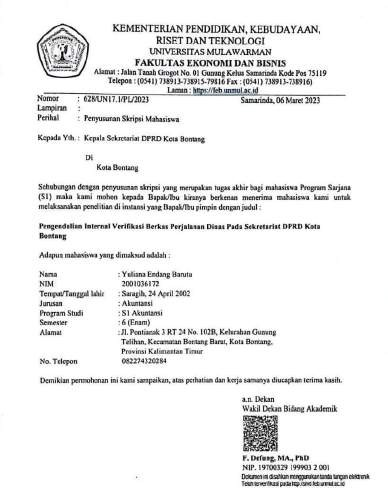 KEMENTERIAN PENDIDIKAN, KEBUDAYAAN,
RISET DAN TEKNOLOGI
UNIVERSITAS MULAWARMAN
FAKULTAS EKONOMI DAN BISNIS
Alamat : Jalan Tanah Grogot No. 01 Gunung Kelua Samarinda Kode Pos 75119
Telepon : (0541) 738913-738915-79816 Faks (0541) 738913-738916)
Laman : https://feb.unmul.ac.id
Nomor : 628/UN17.1/PL/2023 Samarinda, 06 Maret 2023
Lampiran :
Perihal : Penyusunan Skripsi Mahasiswa
Kepada Yth. : Kepala Sekretariat DPRD Kota Bontang
Di
Kota Bontang
Sehubungan dengan penyusunan skripsi yang merupakan tugas akhir bagi mahasiswa Program Sarjana
(S1) maka kami mohon kepada Bapak/Ibu kiranya berkenan menerima mahasiswa kami untuk
melaksanakan penelitian di instansi yang Bapak/Ibu pimpin dengan judul :
Pengendalian Internal Verifikasi Berkas Perjalanan Dinas Pada Sekretariat DPRD Kota
Bontang
Adapun mahasiswa yang dimaksud adalah :
Nama : Yuliana Endang Baruta
NIM : 2001036172
Tempat/Tanggal lahir : Saragih, 24 April 2002
Jurusan : Akuntansi
Program Studi : S1 Akuntansi
Semester : 6 (Enam)
Alamat : Jl. Pontianak 3 RT 24 No. 102B, Kelurahan Gunung
Telihan, Kecamatan Bontang Barat, Kota Bontang,
Provinsi Kalimantan Timur
No. Telepon : 082274320284
Demikian permohonan ini kami sampaikan, atas perhatian dan kerja samanya diucapkan terima kasih.
a.n. Dekan
Wakil Dekan Bidang Akademik
F. Defung, MA., PhD
NIP. 19700329 199903 2 001
Dokumen ini disahkan menggunakan tanda tangan elektronik